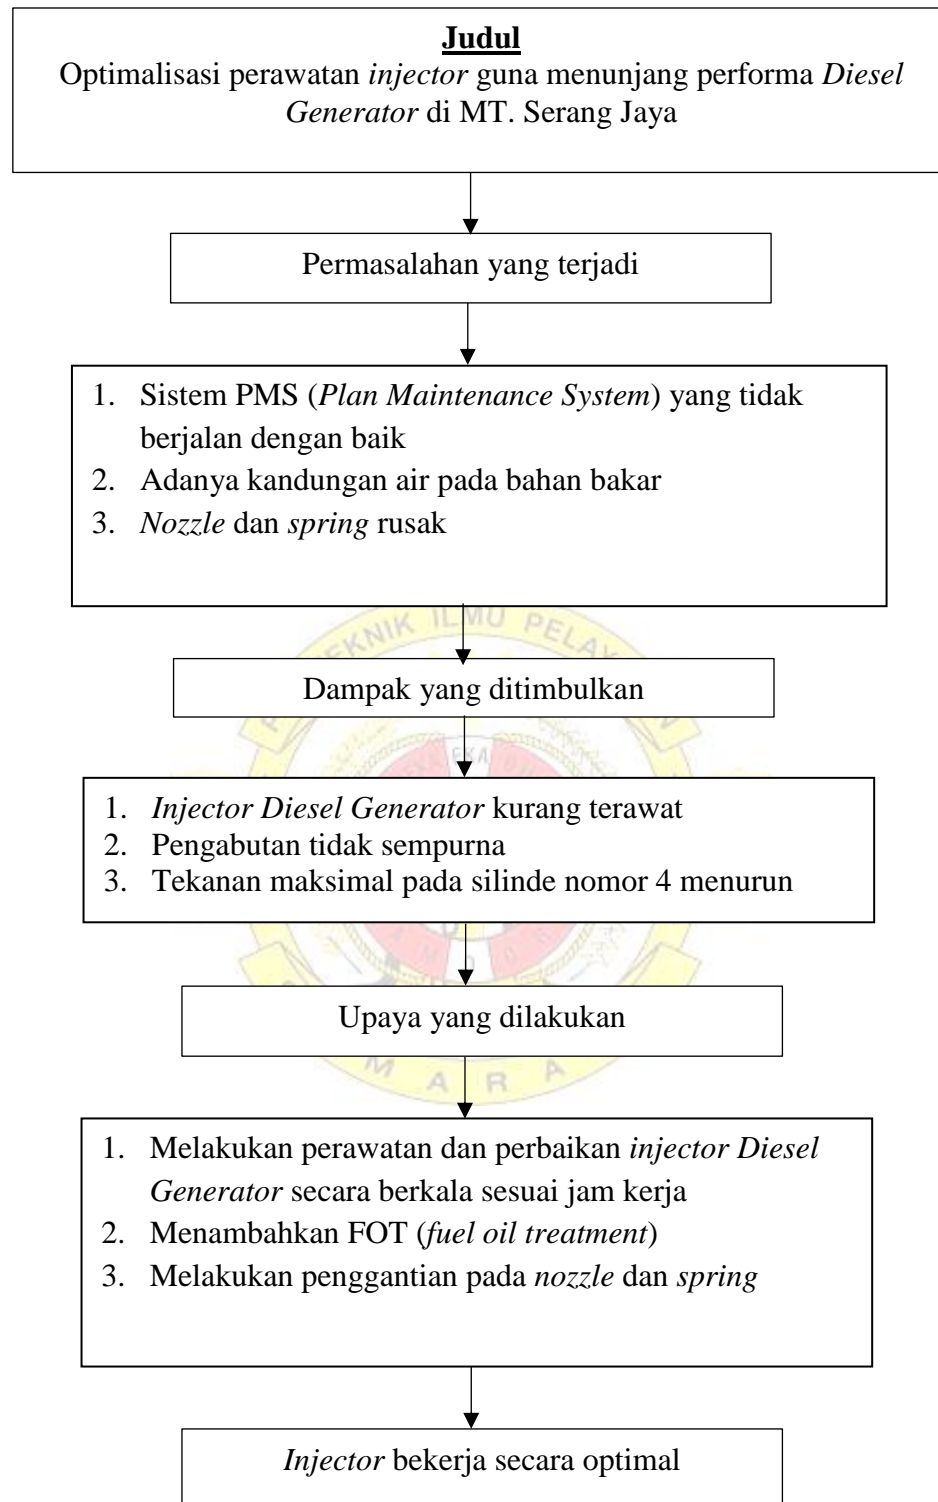 Judul
Optimalisasi perawatan injector guna menunjang performa Diesel
Generator di MT. Serang Jaya
Permasalahan yang terjadi
1. Sistem PMS (Plan Maintenance System) yang tidak
berjalan dengan baik
2. Adanya kandungan air pada bahan bakar
3. Nozzle dan spring rusak
Dampak yang ditimbulkan
1. Injector Diesel Generator kurang terawat
2. Pengabutan tidak sempurna
3. Tekanan maksimal pada silinde nomor 4 menurun
Upaya yang dilakukan
1. Melakukan perawatan dan perbaikan injector Diesel
Generator secara berkala sesuai jam kerja
2. Menambahkan FOT (fuel oil treatment)
3. Melakukan penggantian pada nozzle dan spring
Injector bekerja secara optimal